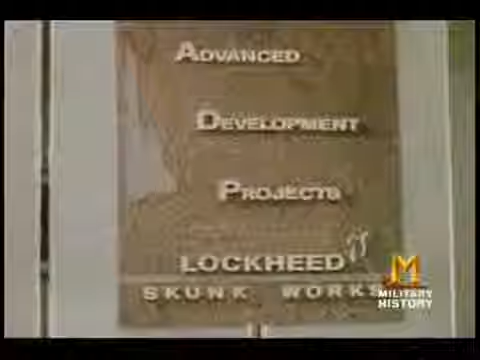 ADVANCED
DEVELOPMENT
PROJECTS
LOCKHEED
SKUNK WORKS
M
MILITARY
HISTORY